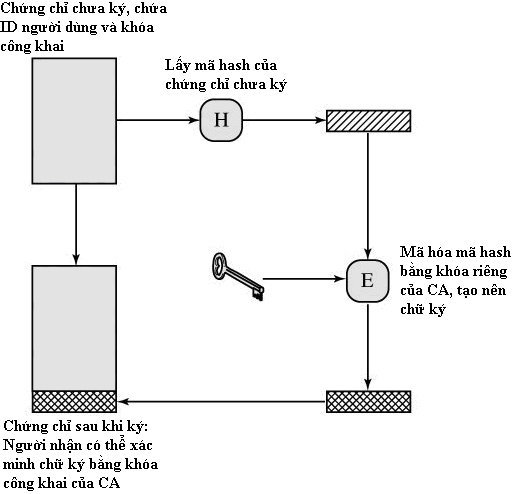 Chứng chỉ chưa ký, chứa
ID người dùng và khóa
công khai
Lấy mã hash của
chứng chỉ chưa ký
H
Mã hóa mã hash
bằng khóa riêng
của CA, tạo nên
chữ ký
E
Chứng chỉ sau khi ký:
Người nhận có thể xác
minh chữ ký bằng khóa
công khai của CA